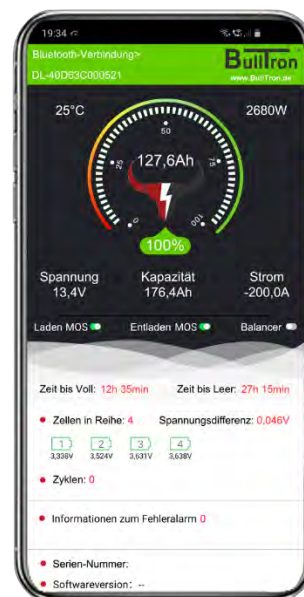 19:34
Bluetooth-Verbindung>
BullTron
DL-40D63C000521
www.BullTron.de
25°C
2680W
0 25 50 75 100
127,6Ah
100%
Spannung Kapazität Strom
13,4V 176,4Ah -200,0A
Laden MOS Entladen MOS Balancer
Zeit bis Voll: 12h 35min Zeit bis Leer: 27h 15min
Zellen in Reihe: 4 Spannungsdifferenz: 0,046V
1 2 3 4
3,338V 3,524V 3,631V 3,638V
Zyklen: 0
Informationen zum Fehleralarm 0
Serien-Nummer:
Softwareversion: --